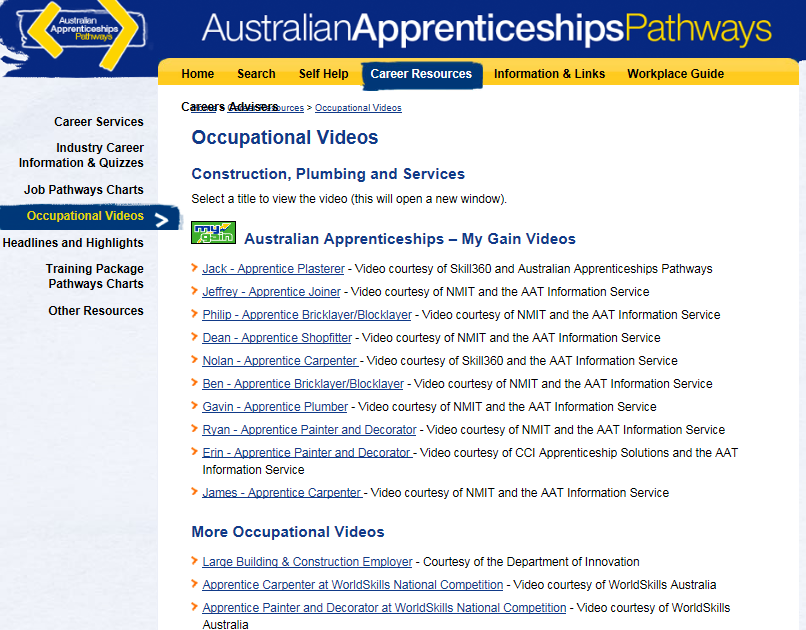 Australian
Apprenticeships
Pathways
AustralianApprenticeshipsPathways
Home Search Self Help Career Resources Information & Links Workplace Guide
Careers Advisors
Home > Career Resources > Occupational Videos
Career Services
Industry Career
Information & Quizzes
Job Pathways Charts
Occupational Videos
Headlines and Highlights
Training Package
Pathways Charts
Other Resources
Occupational Videos
Construction, Plumbing and Services
Select a title to view the video (this will open a new window).
my gain
Australian Apprenticeships – My Gain Videos
Jack - Apprentice Plasterer - Video courtesy of Skill360 and Australian Apprenticeships Pathways
Jeffrey - Apprentice Joiner - Video courtesy of NMIT and the AAT Information Service
Philip - Apprentice Bricklayer/Blocklayer - Video courtesy of NMIT and the AAT Information Service
Dean - Apprentice Shopfitter - Video courtesy of NMIT and the AAT Information Service
Nolan - Apprentice Carpenter - Video courtesy of Skill360 and the AAT Information Service
Ben - Apprentice Bricklayer/Blocklayer - Video courtesy of NMIT and the AAT Information Service
Gavin - Apprentice Plumber - Video courtesy of NMIT and the AAT Information Service
Ryan - Apprentice Painter and Decorator - Video courtesy of NMIT and the AAT Information Service
Erin - Apprentice Painter and Decorator - Video courtesy of CCI Apprenticeship Solutions and the AAT
Information Service
James - Apprentice Carpenter - Video courtesy of NMIT and the AAT Information Service
More Occupational Videos
Large Building & Construction Employer - Courtesy of the Department of Innovation
Apprentice Carpenter at WorldSkills National Competition - Video courtesy of WorldSkills Australia
Apprentice Painter and Decorator at WorldSkills National Competition - Video courtesy of WorldSkills
Australia